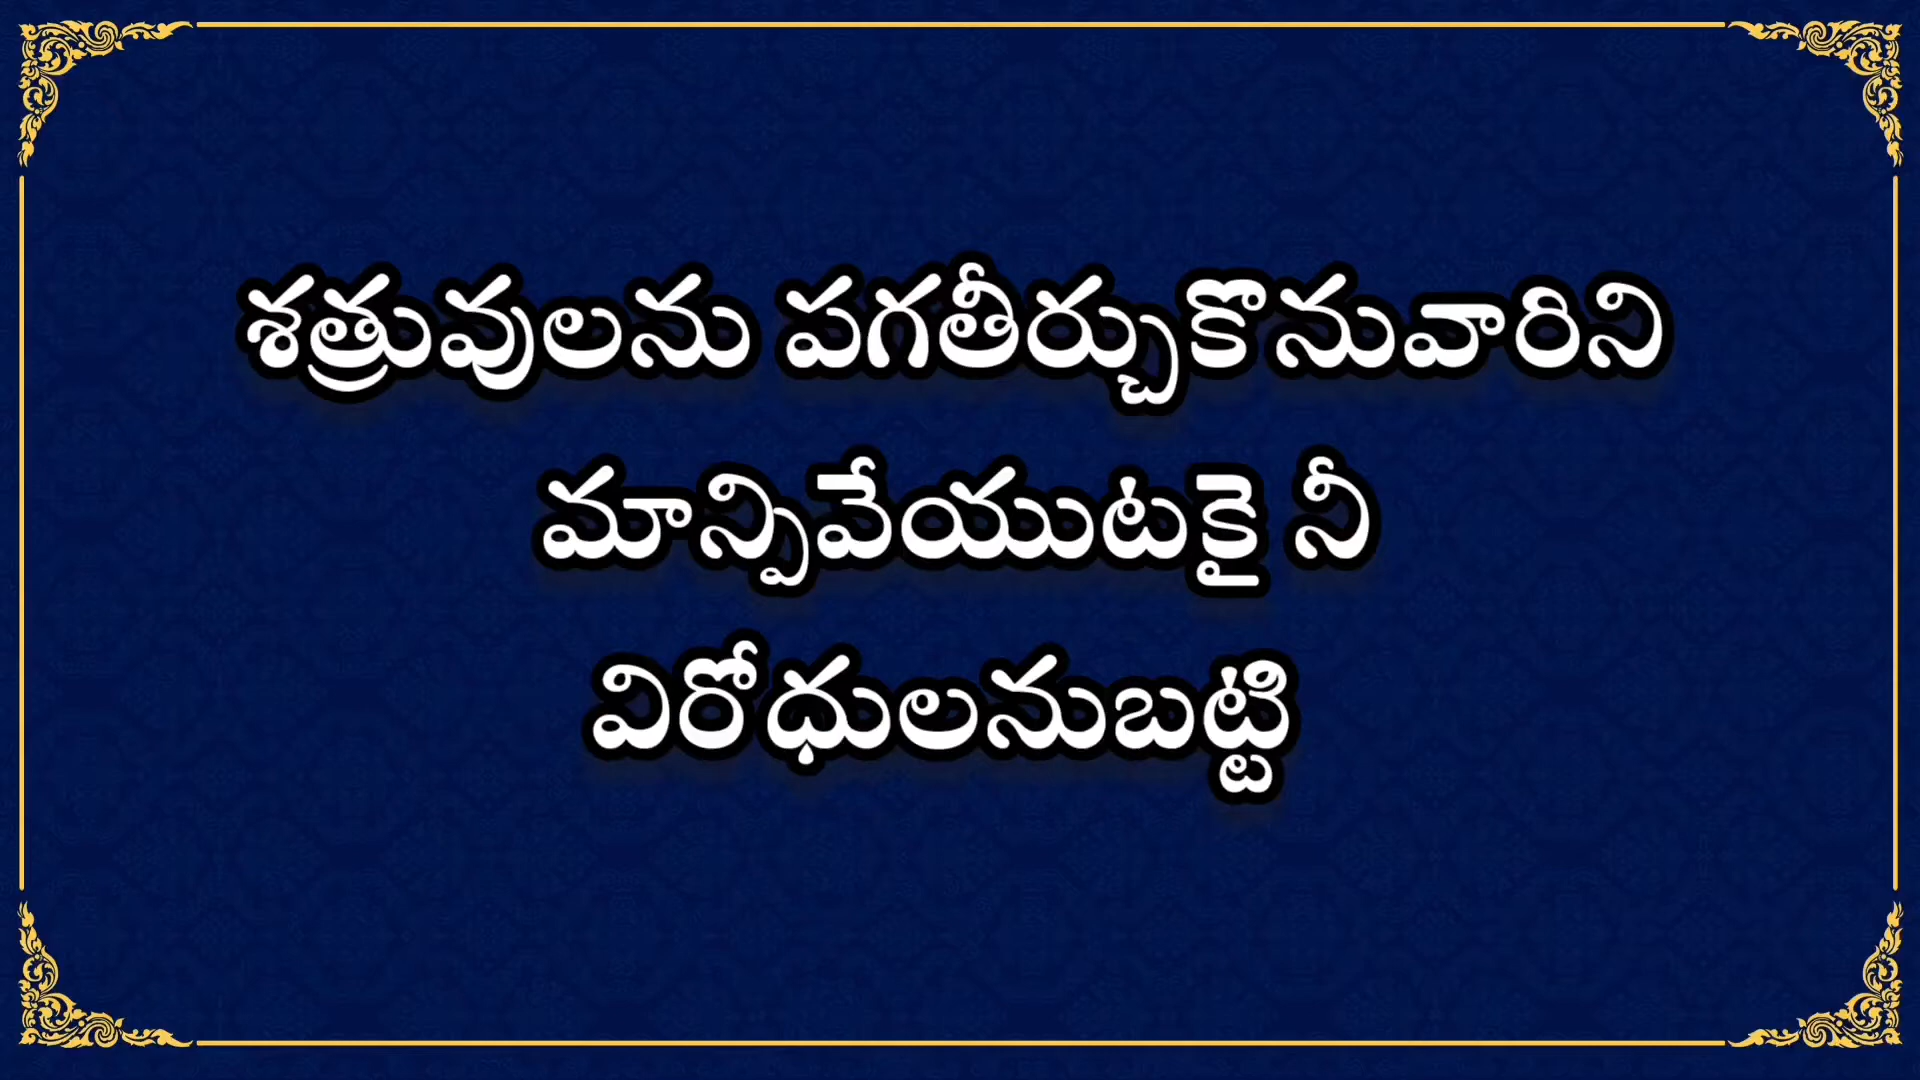 శత్రువులను పగతీర్చుకొనువారిని
మాన్పివేయుటకై నీ
విరోధులనుబట్టి